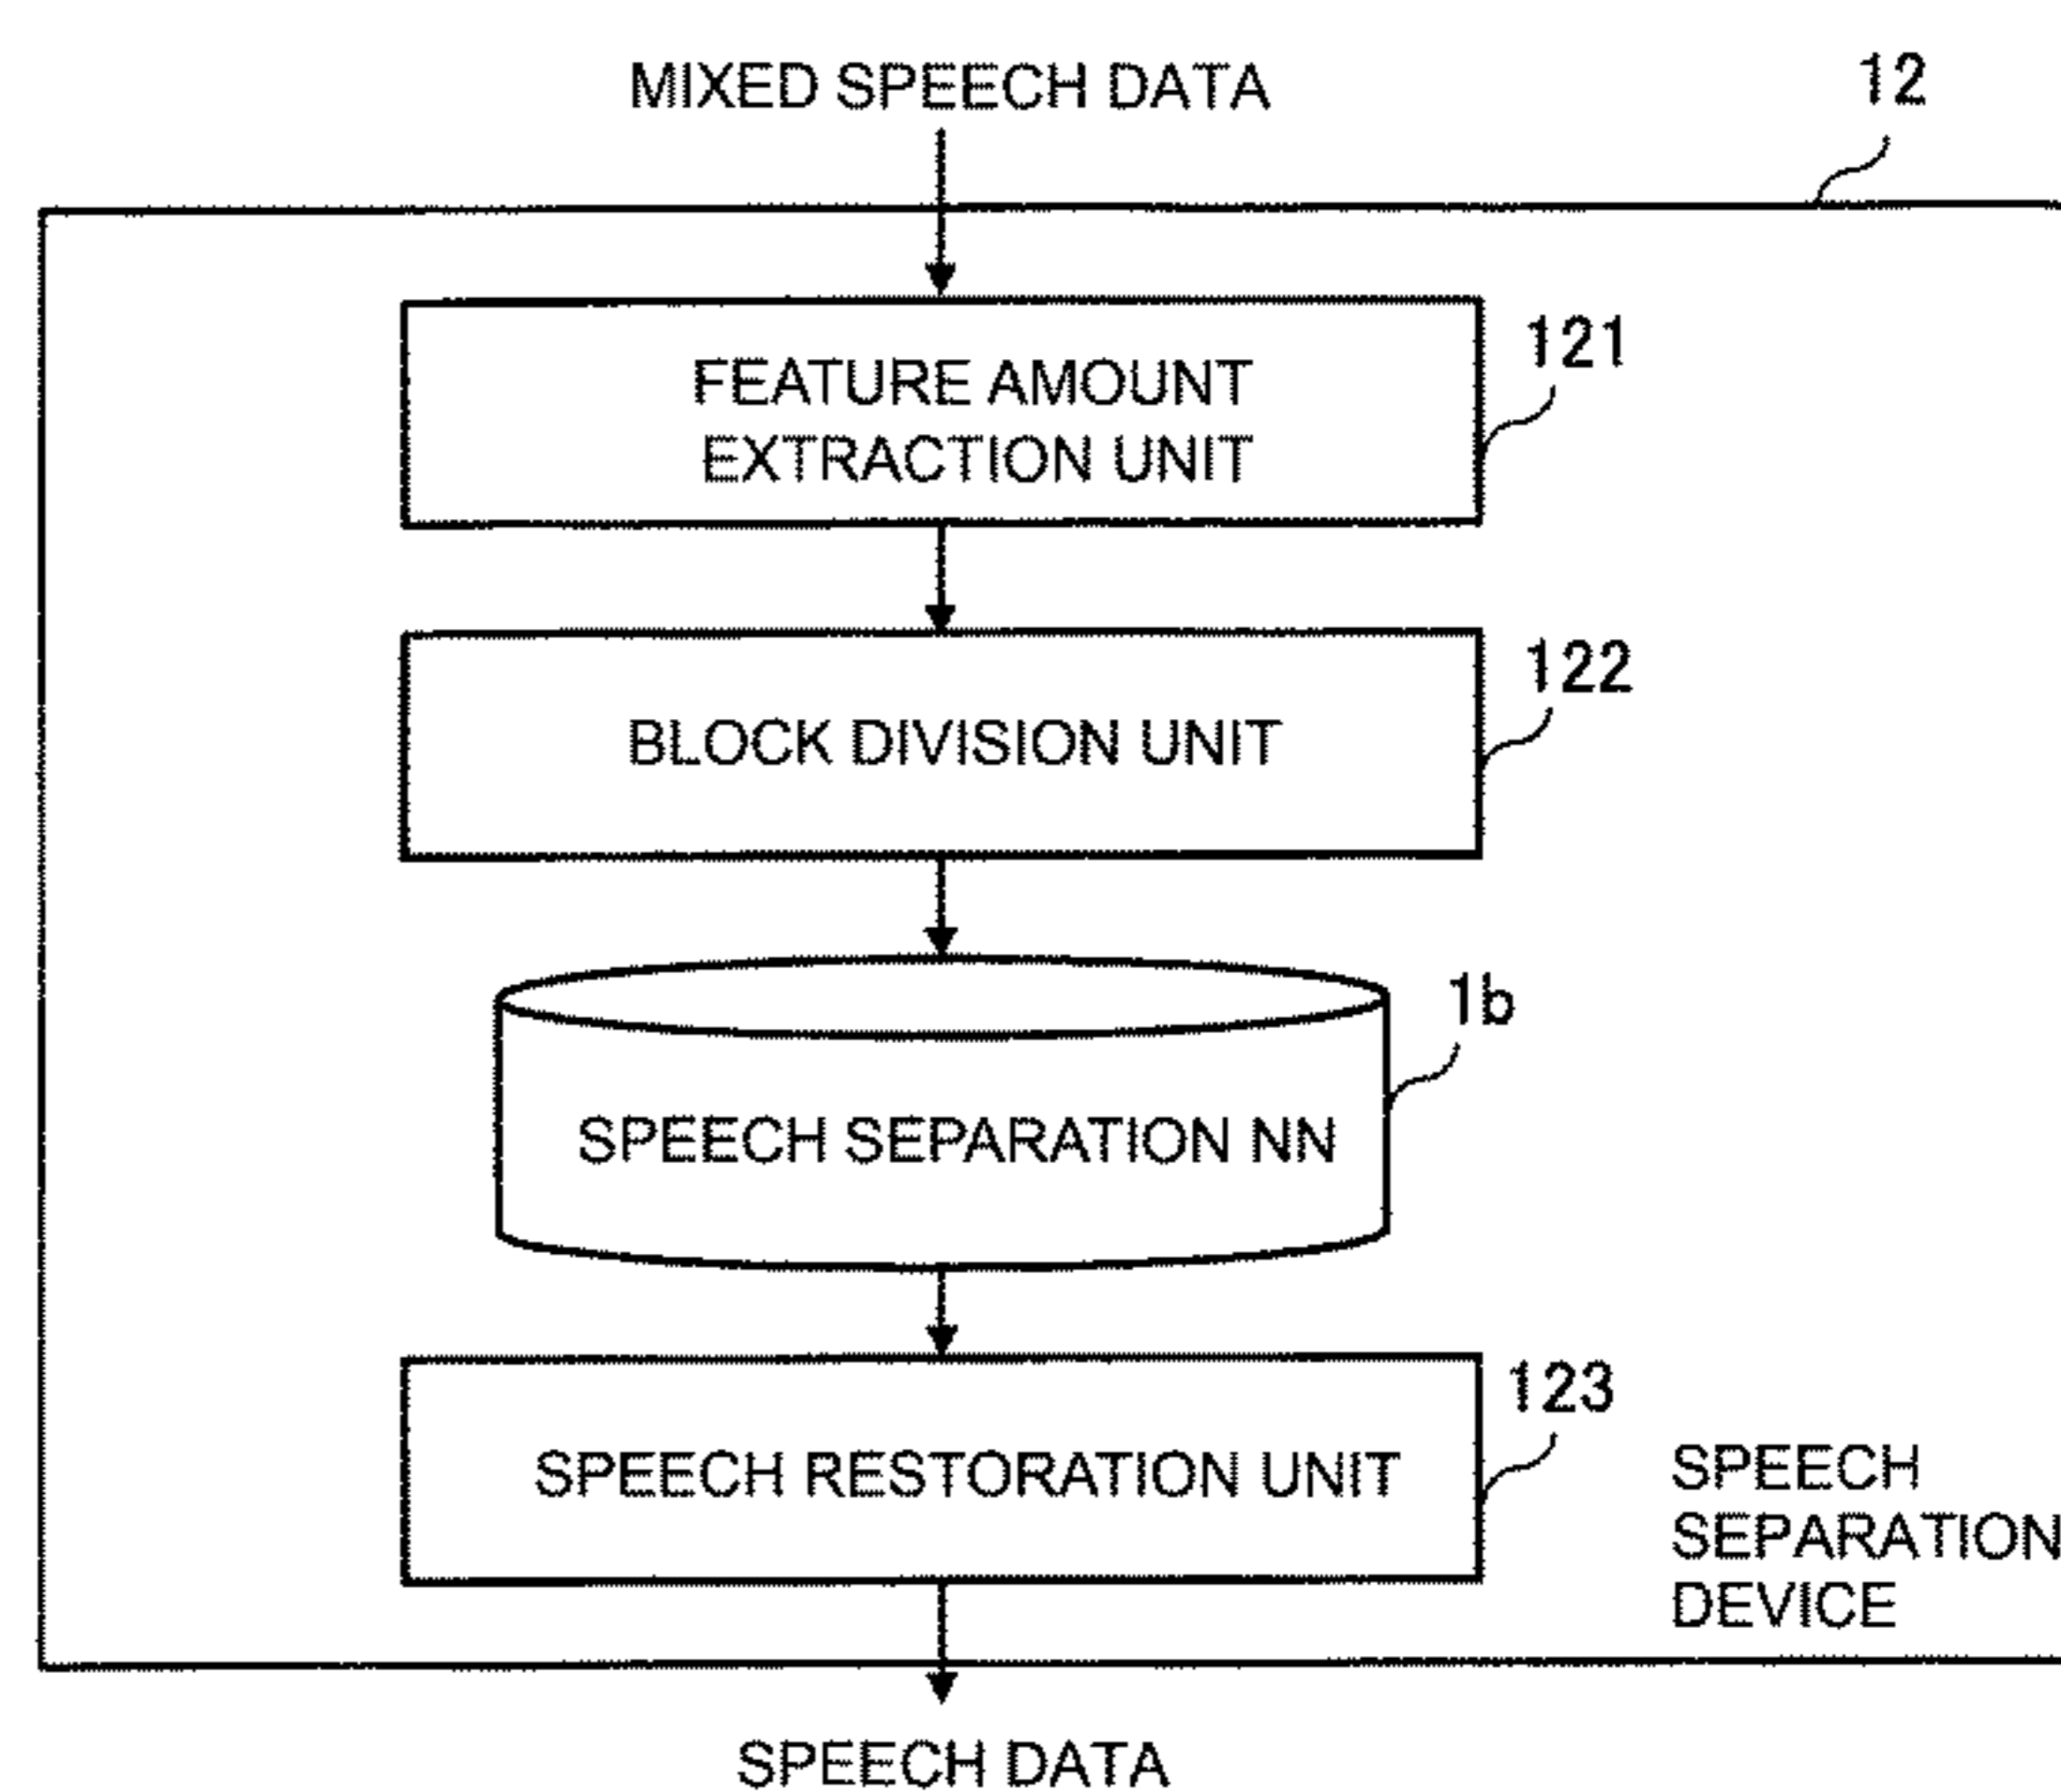 MIXED SPEECH DATA
12
FEATURE AMOUNT
EXTRACTION UNIT
121
BLOCK DIVISION UNIT
122
SPEECH SEPARATION NN
1b
SPEECH RESTORATION UNIT
123
SPEECH
SEPARATION
DEVICE
SPEECH DATA